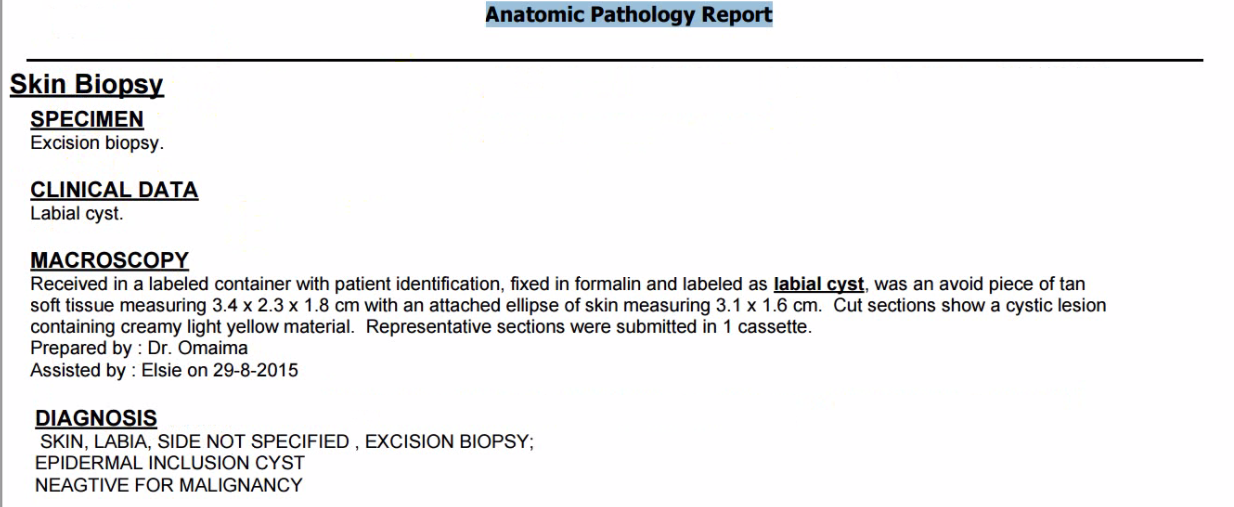 Anatomic Pathology Report
Skin Biopsy
SPECIMEN
Excision biopsy.
CLINICAL DATA
Labial cyst.
MACROSCOPY
Received in a labeled container with patient identification, fixed in formalin and labeled as labial cyst, was an avoid piece of tan
soft tissue measuring 3.4 x 2.3 x 1.8 cm with an attached ellipse of skin measuring 3.1 x 1.6 cm. Cut sections show a cystic lesion
containing creamy light yellow material. Representative sections were submitted in 1 cassette.
Prepared by : Dr. Omaima
Assisted by : Elsie on 29-8-2015
DIAGNOSIS
SKIN, LABIA, SIDE NOT SPECIFIED , EXCISION BIOPSY;
EPIDERMAL INCLUSION CYST
NEAGTIVE FOR MALIGNANCY